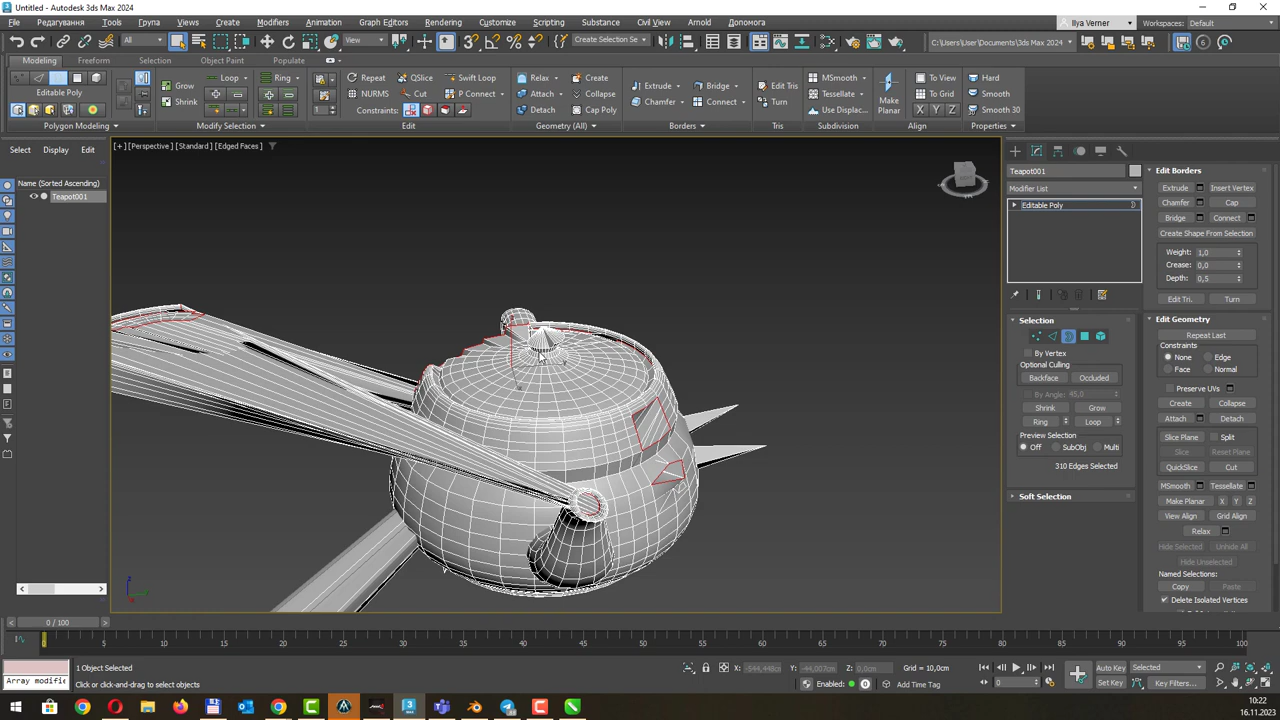 Untitled - Autodesk 3ds Max 2024
File Редагування Tools Група Views Create Modifiers Animation Graph Editors Rendering Customize Scripting Substance Civil View Arnold Допомога
Ilya Verner Workspaces: Default
All View Create Selection Se C:\Users\User\Documents\3ds Max 2024 6
Modeling Freeform Selection Object Paint Populate
Grow Loop Ring Repeat QSlice Swift Loop Relax Create Extrude Bridge Edit Tri MSmooth To View Hard
Editable Poly Shrink NURMS Cut P Connect Attach Collapse Chamfer Connect Turn Tessellate Make Planar To Grid Smooth
1 Constraints: Detach Cap Poly Use Displac... X Y Z Smooth 30
Polygon Modeling Modify Selection Edit Geometry (All) Borders Tris Subdivision Align Properties
Select Display Edit
[+] [Perspective] [Standard] [Edged Faces]
Name (Sorted Ascending)
Teapot001
Teapot001
Modifier List
Editable Poly
Selection
By Vertex
Optional Culling
Backface Occluded
By Angle: 45,0
Shrink Grow
Ring Loop
Preview Selection
Off SubObj Multi
310 Edges Selected
Soft Selection
Edit Borders
Extrude Insert Vertex
Chamfer Cap
Bridge Connect
Create Shape From Selection
Weight: 1,0
Crease: 0,0
Depth: 0,5
Edit Tri. Turn
Edit Geometry
Repeat Last
Constraints
None Edge
Face Normal
Preserve UVs
Create Collapse
Attach Detach
Slice Plane Split
Slice Reset Plane
QuickSlice Cut
MSmooth Tessellate
Make Planar X Y Z
View Align Grid Align
Relax
Hide Selected Unhide All
Hide Unselected
Named Selections:
Copy Paste
Delete Isolated Vertices
0 / 100
0 5 10 15 20 25 30 35 40 45 50 55 60 65 70 75 80 85 90 95 100
1 Object Selected
Array modifie
Click or click-and-drag to select objects
X: -544,448c Y: -44,007cm Z: 0,0cm Grid = 10,0cm
Enabled: Add Time Tag
0
Auto Key Selected
Set Key Key Filters...
10:22
16.11.2023